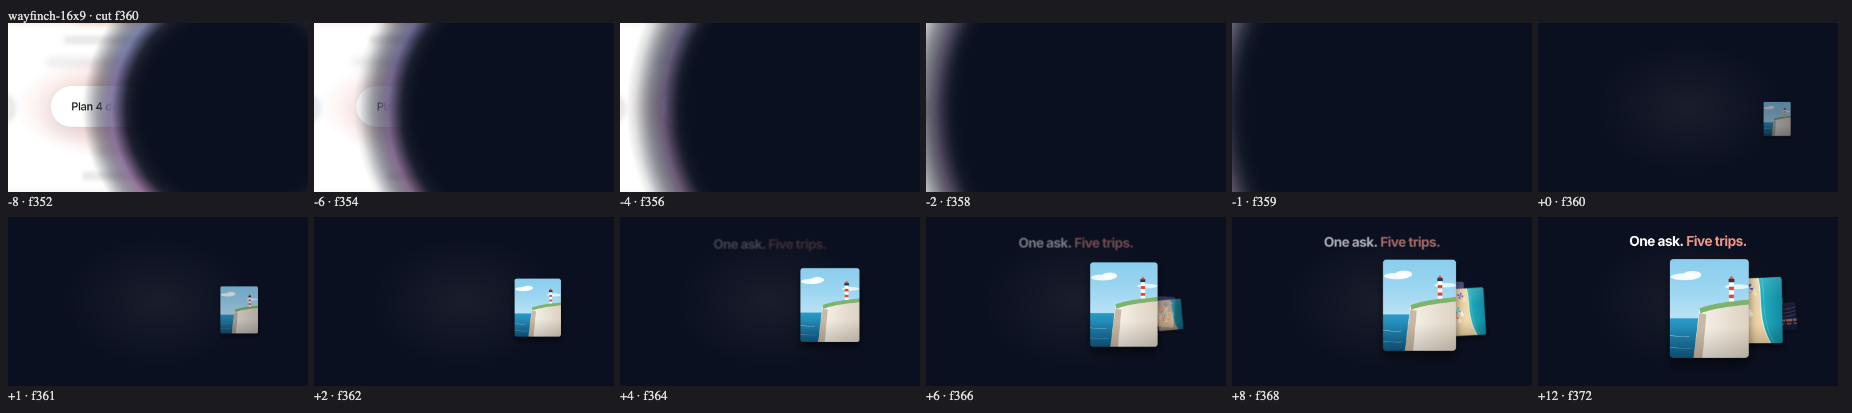 wayfinch-16x9 · cut f360
Plan 4 d
-8 · f352
-6 · f354
-4 · f356
-2 · f358
-1 · f359
+0 · f360
One ask. Five trips.
One ask. Five trips.
One ask. Five trips.
One ask. Five trips.
+1 · f361
+2 · f362
+4 · f364
+6 · f366
+8 · f368
+12 · f372